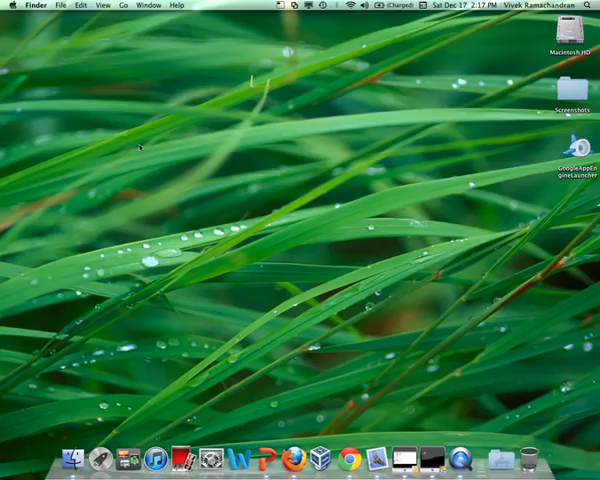 Finder File Edit View Go Window Help (Charged) Sat Dec 17 2:17 PM Vivek Ramachandran
Macintosh HD
Screenshots
GoogleAppEn
gineLauncher